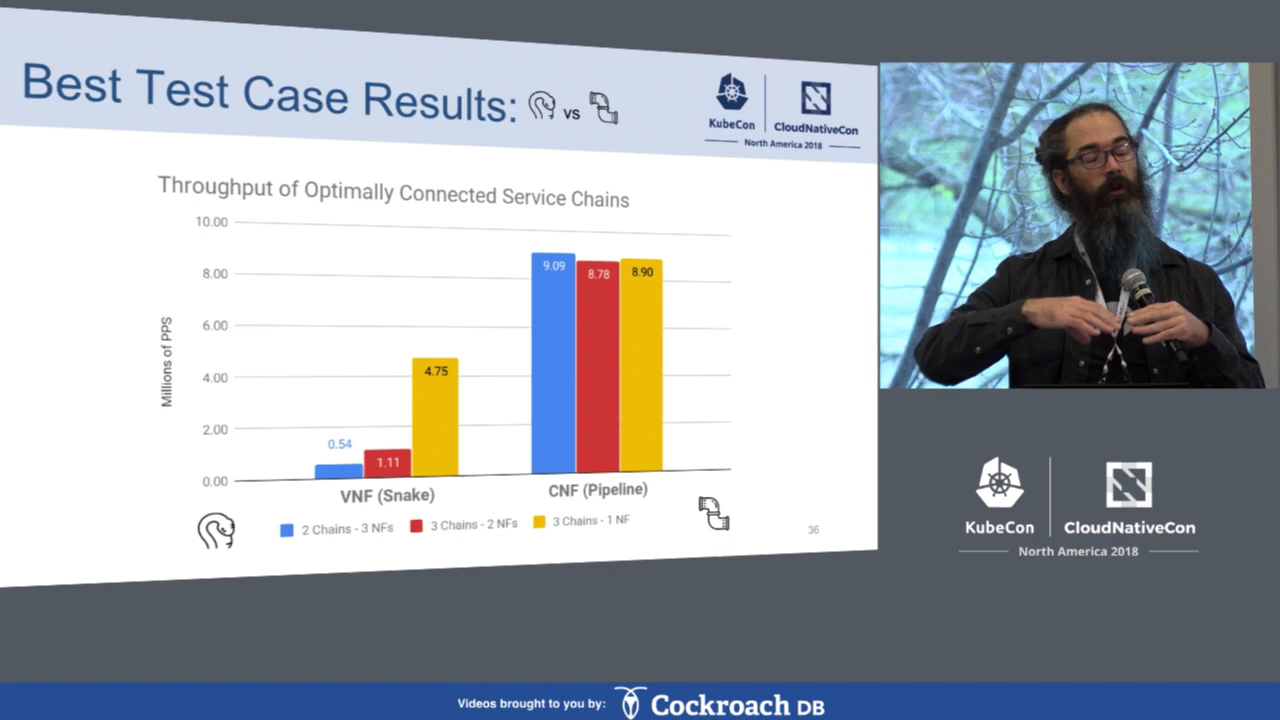 Best Test Case Results: vs
KubeCon
CloudNativeCon
North America 2018
Throughput of Optimally Connected Service Chains
Millions of PPS
10.00
8.00
6.00
4.00
2.00
0.00
0.54
1.11
4.75
9.09
8.78
8.90
VNF (Snake)
CNF (Pipeline)
2 Chains - 3 NFs
3 Chains - 2 NFs
3 Chains - 1 NF
36
KubeCon
CloudNativeCon
North America 2018
Videos brought to you by: Cockroach DB